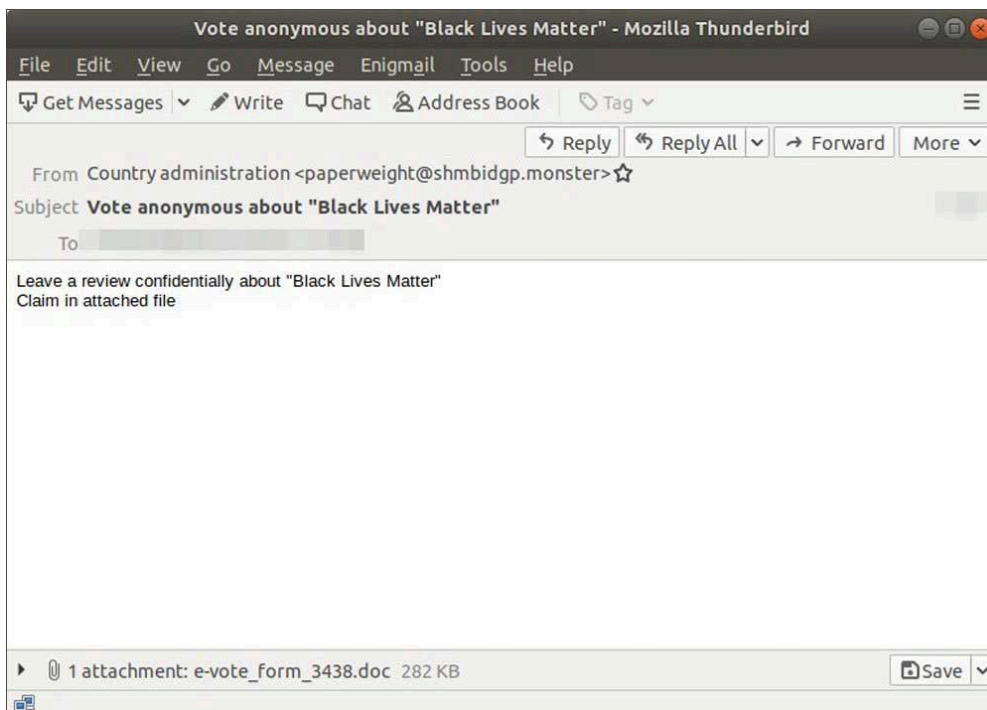 Vote anonymous about "Black Lives Matter" - Mozilla Thunderbird
File Edit View Go Message Enigmail Tools Help
Get Messages Write Chat Address Book Tag
Reply Reply All Forward More
From Country administration <paperweight@shmbidgp.monster>
Subject Vote anonymous about "Black Lives Matter"
To
Leave a review confidentially about "Black Lives Matter"
Claim in attached file
1 attachment: e-vote_form_3438.doc 282 KB Save